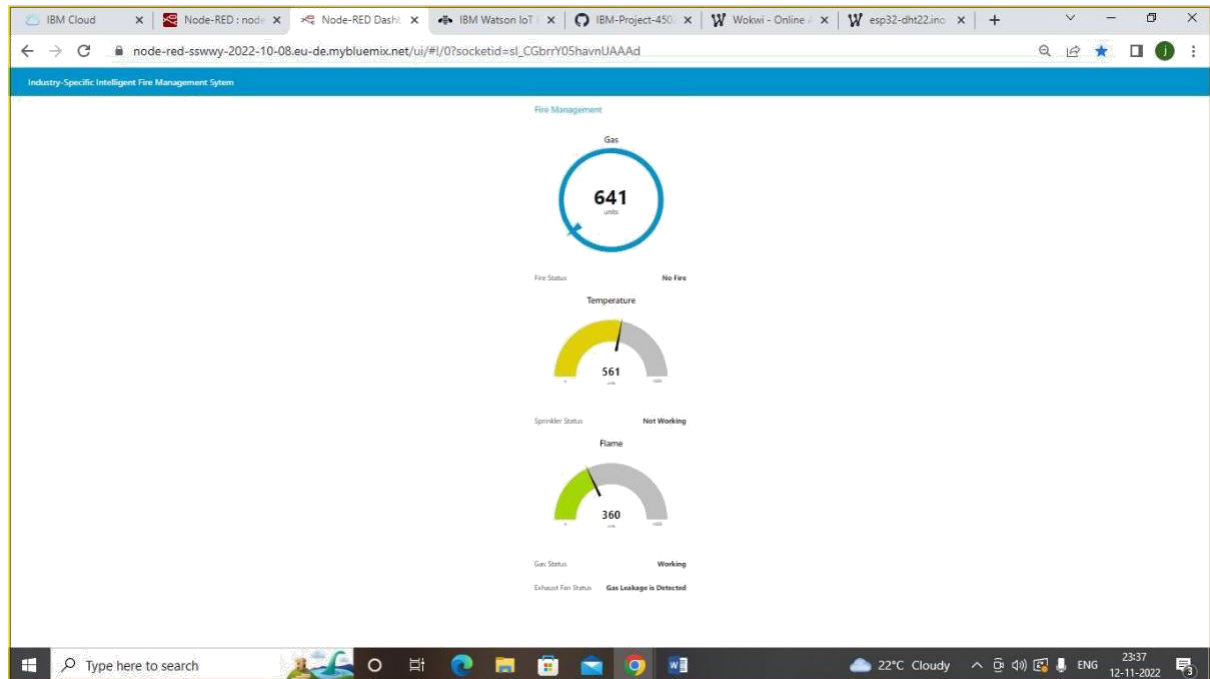 IBM Cloud
Node-RED : node
Node-RED Dash
IBM Watson IoT
IBM-Project-450
Wokwi - Online
esp32-dht22.ino
node-red-sswwy-2022-10-08.eu-de.mybluemix.net/ui/#!/0?socketid=sl_CGbrrY05havnUAAAd
j
Industry-Specific Intelligent Fire Management Sytem
Fire Management
Gas
641
units
Fire Status No Fire
Temperature
561
Sprinkler Status Not Working
Flame
360
Gas Status Working
Exhaust Fan Status Gas Leakage is Detected
Type here to search
22°C Cloudy
ENG
23:37
12-11-2022
3